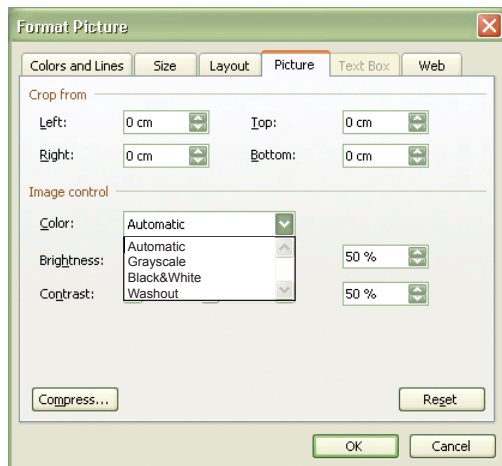 Format Picture
Colors and Lines Size Layout Picture Text Box Web
Crop from
Left: 0 cm Top: 0 cm
Right: 0 cm Bottom: 0 cm
Image control
Color: Automatic
Automatic
Brightness: Grayscale 50 %
Black&White
Contrast: Washout 50 %
Compress... Reset
OK Cancel